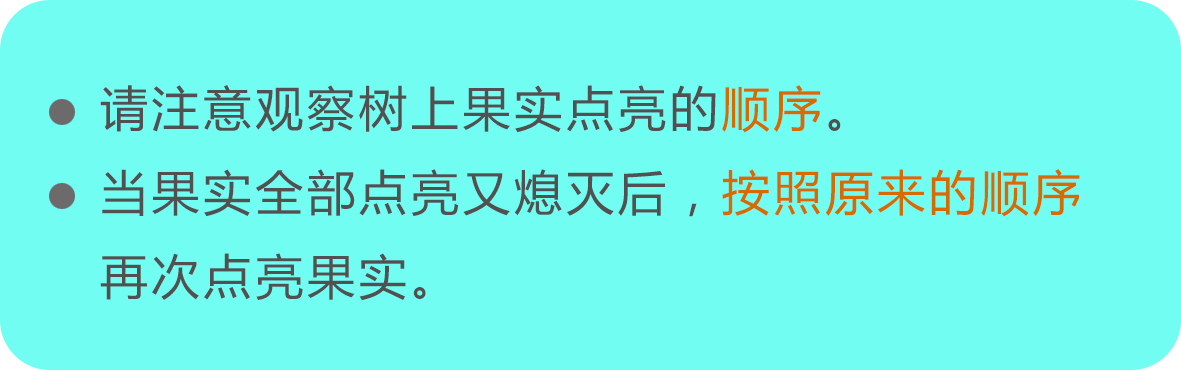 ● 请注意观察树上果实点亮的顺序。
● 当果实全部点亮又熄灭后，按照原来的顺序
再次点亮果实。